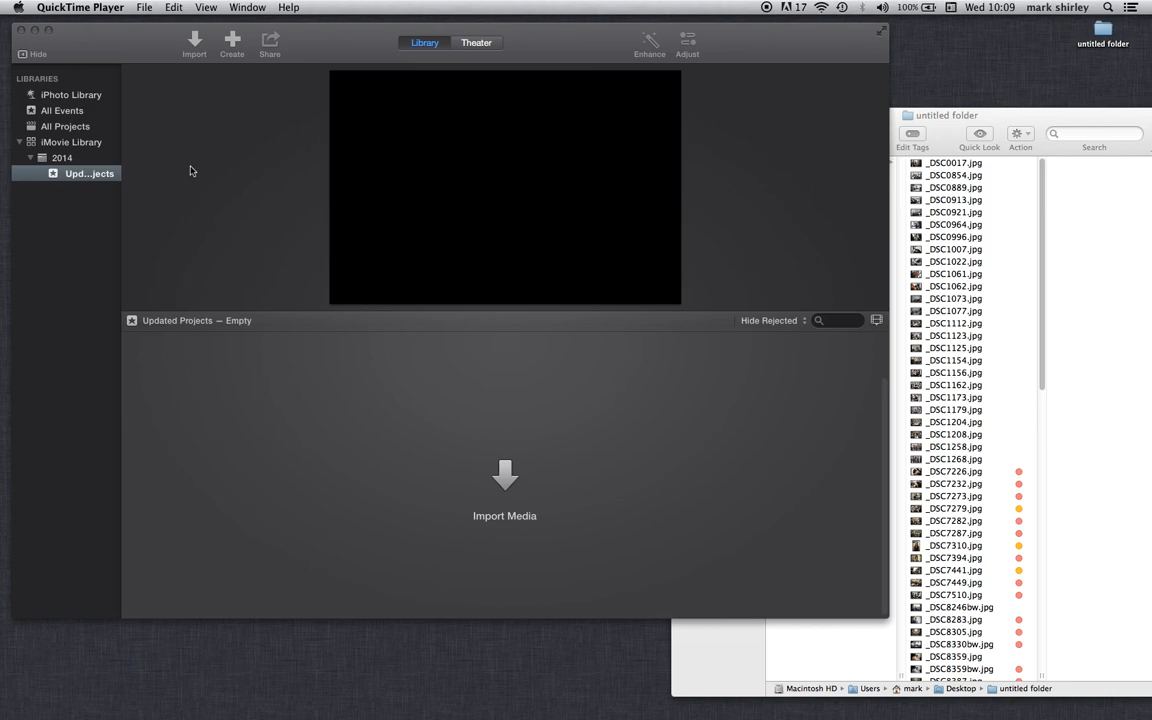 QuickTime Player File Edit View Window Help 17 100% Wed 10:09 mark shirley
untitled folder
Hide Import Create Share Library Theater Enhance Adjust
LIBRARIES
iPhoto Library
All Events
All Projects
iMovie Library
2014
Upd...jects
Updated Projects — Empty Hide Rejected
Import Media
untitled folder
Edit Tags Quick Look Action Search
_DSC0017.jpg
_DSC0854.jpg
_DSC0889.jpg
_DSC0913.jpg
_DSC0921.jpg
_DSC0964.jpg
_DSC0996.jpg
_DSC1007.jpg
_DSC1022.jpg
_DSC1061.jpg
_DSC1062.jpg
_DSC1073.jpg
_DSC1077.jpg
_DSC1112.jpg
_DSC1123.jpg
_DSC1125.jpg
_DSC1154.jpg
_DSC1156.jpg
_DSC1162.jpg
_DSC1173.jpg
_DSC1179.jpg
_DSC1204.jpg
_DSC1208.jpg
_DSC1258.jpg
_DSC1268.jpg
_DSC7226.jpg
_DSC7232.jpg
_DSC7273.jpg
_DSC7279.jpg
_DSC7282.jpg
_DSC7287.jpg
_DSC7310.jpg
_DSC7394.jpg
_DSC7441.jpg
_DSC7449.jpg
_DSC7510.jpg
_DSC8246bw.jpg
_DSC8283.jpg
_DSC8305.jpg
_DSC8330bw.jpg
_DSC8359.jpg
_DSC8359bw.jpg
_DSC8387.jpg
Macintosh HD Users mark Desktop untitled folder